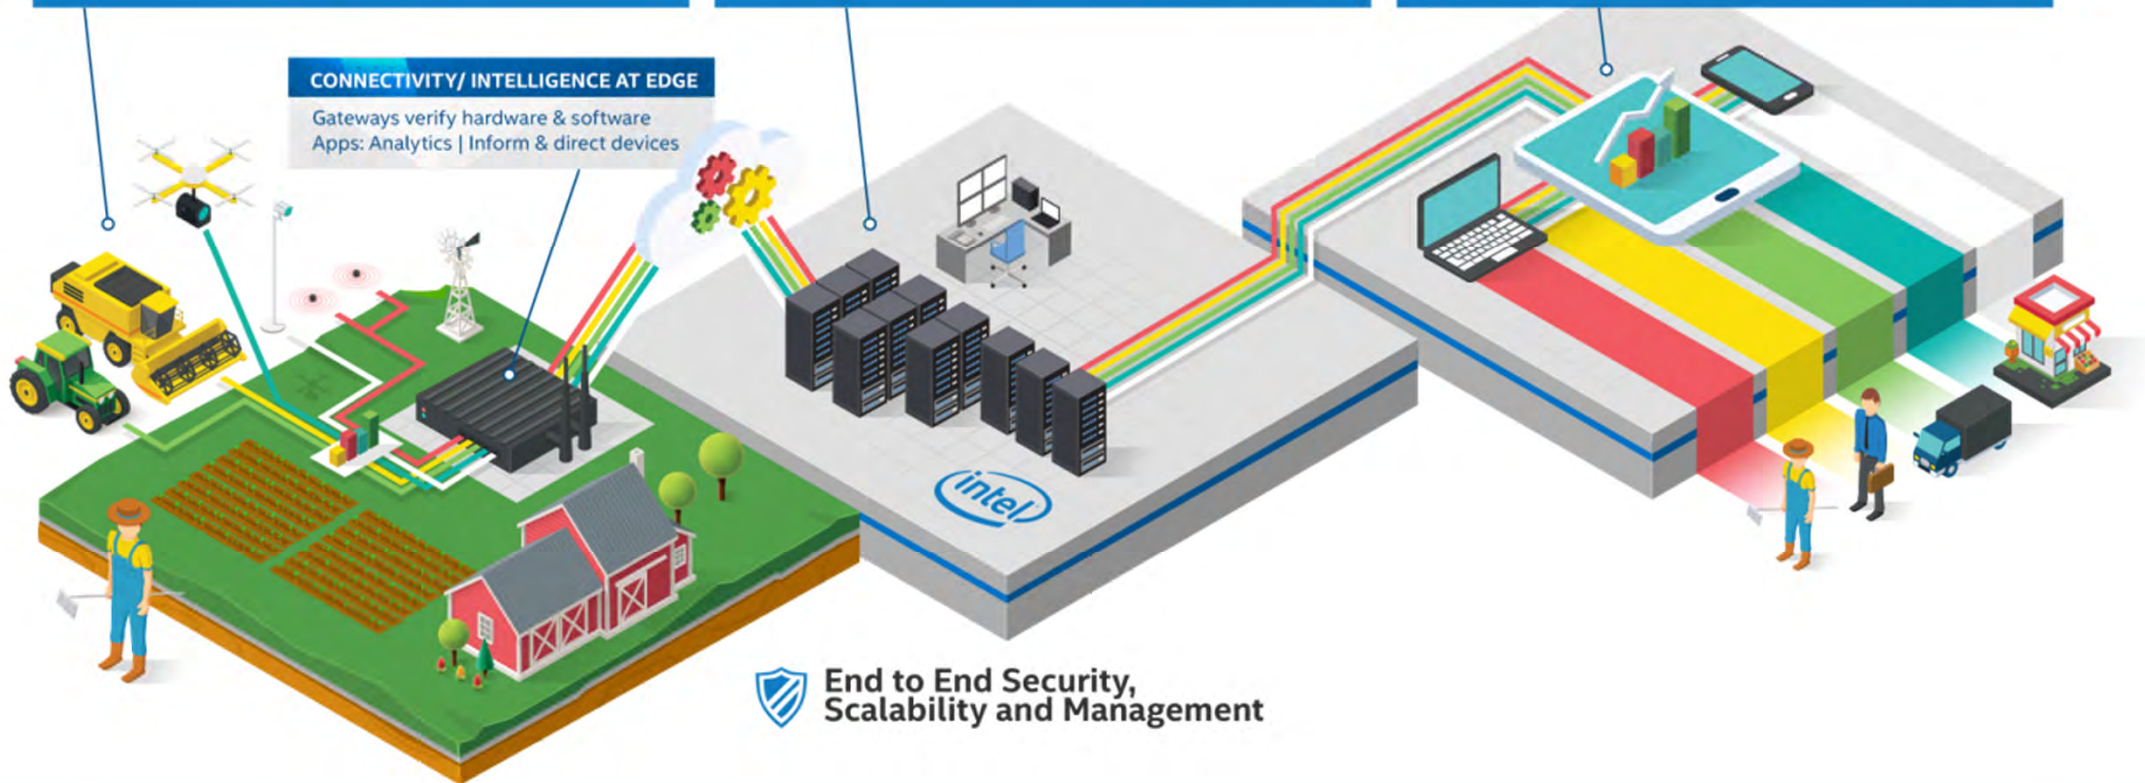 CONNECTIVITY/ INTELLIGENCE AT EDGE
Gateways verify hardware & software
Apps: Analytics | Inform & direct devices
intel
End to End Security,
Scalability and Management